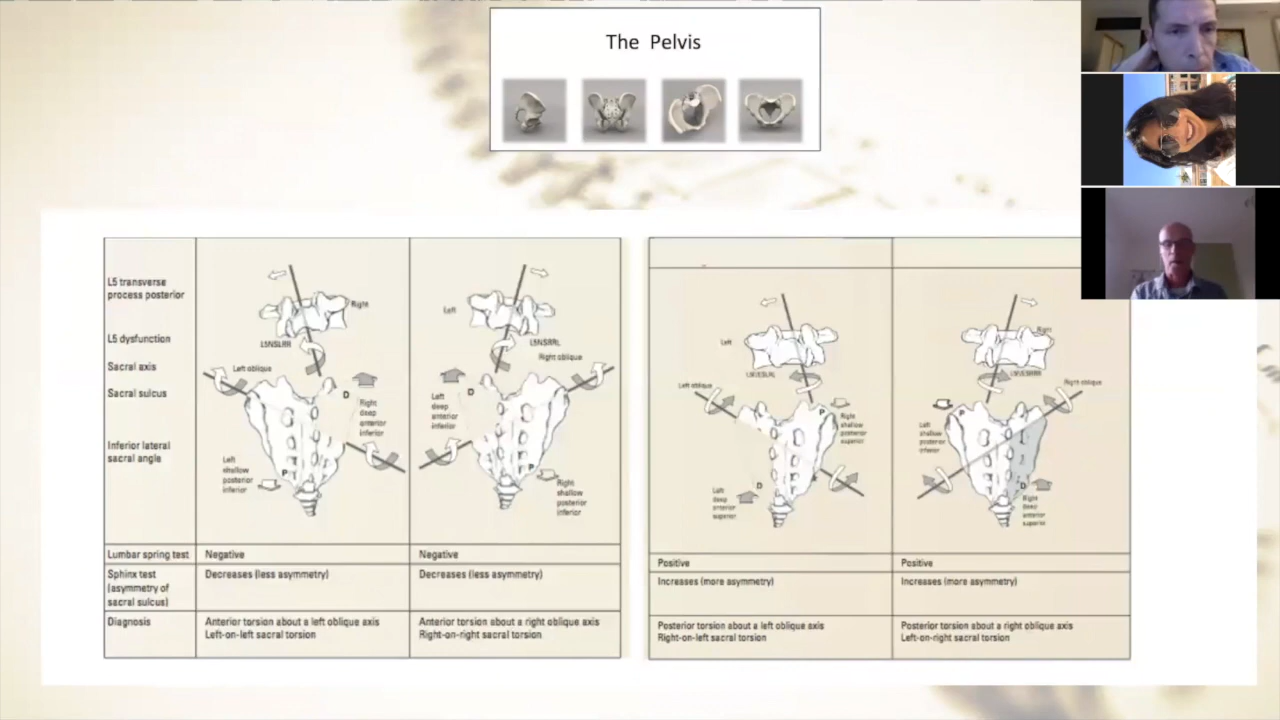 The Pelvis
L5 transverse
process posterior
L5 dysfunction
Sacral axis
Sacral sulcus
Inferior lateral
sacral angle
Right
L5NSLRR
Left oblique
D
Right
deep
anterior
inferior
Left
shallow
posterior
inferior
P
Left
L5NSRRL
Right oblique
D
Left
deep
anterior
inferior
P
Right
shallow
posterior
inferior
Left
Left oblique
P
Right
shallow
posterior
superior
Left
deep
anterior
superior
D
Right
Right oblique
P
Left
shallow
posterior
inferior
D
Right
deep
anterior
superior
Lumbar spring test
Negative
Negative
Positive
Positive
Sphinx test
(asymmetry of
sacral sulcus)
Decreases (less asymmetry)
Decreases (less asymmetry)
Increases (more asymmetry)
Increases (more asymmetry)
Diagnosis
Anterior torsion about a left oblique axis
Left-on-left sacral torsion
Anterior torsion about a right oblique axis
Right-on-right sacral torsion
Posterior torsion about a left oblique axis
Right-on-left sacral torsion
Posterior torsion about a right oblique axis
Left-on-right sacral torsion